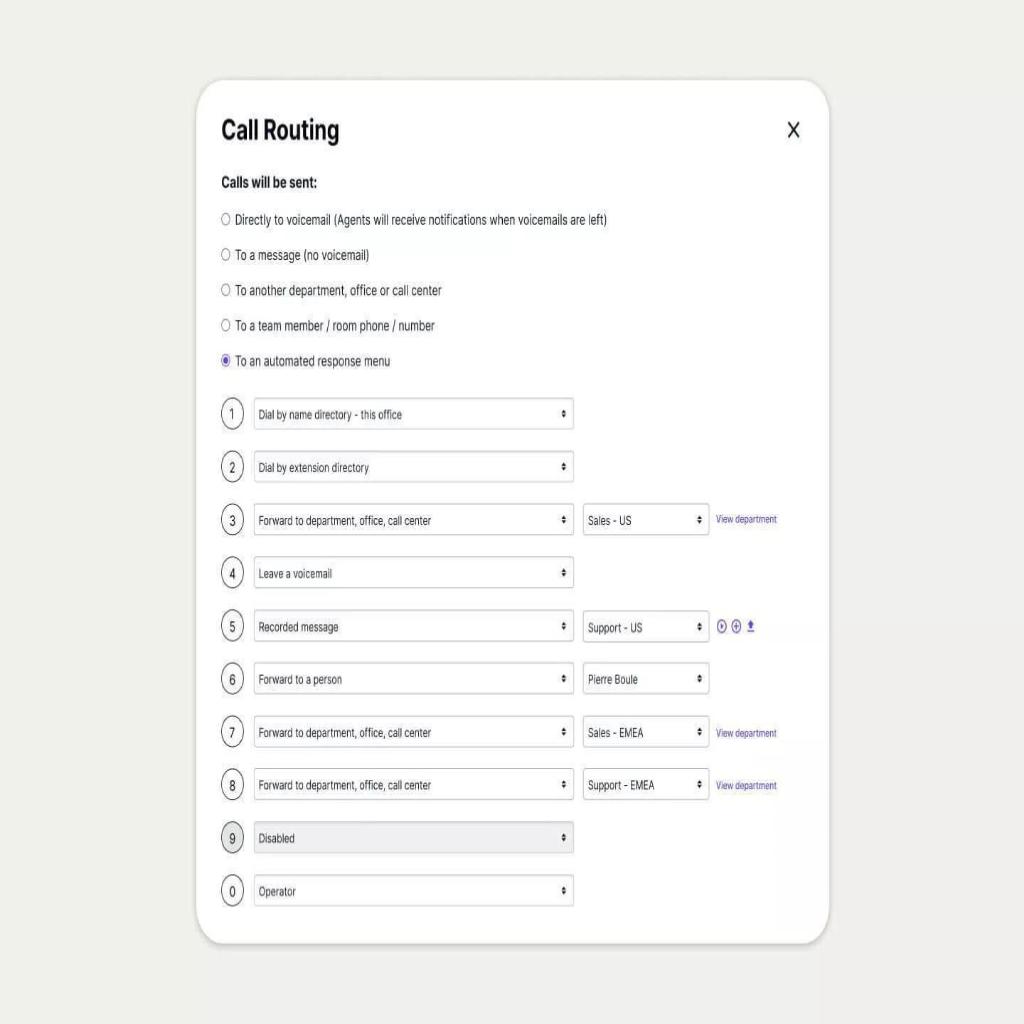 Call Routing X
Calls will be sent:
Directly to voicemail (Agents will receive notifications when voicemails are left)
To a message (no voicemail)
To another department, office or call center
To a team member / room phone / number
To an automated response menu
1 Dial by name directory - this office
2 Dial by extension directory
3 Forward to department, office, call center Sales - US View department
4 Leave a voicemail
5 Recorded message Support - US
6 Forward to a person Pierre Boule
7 Forward to department, office, call center Sales - EMEA View department
8 Forward to department, office, call center Support - EMEA View department
9 Disabled
0 Operator